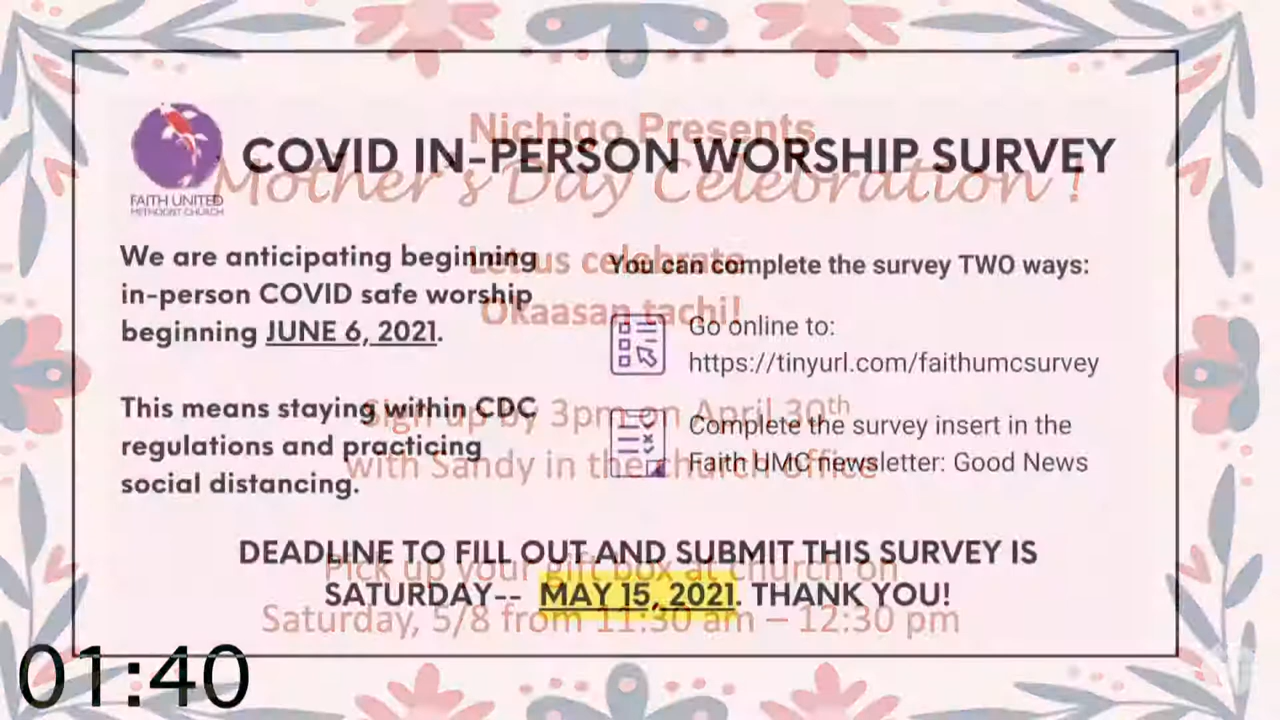 COVID IN-PERSON WORSHIP SURVEY
FAITH UNITED
METHODIST CHURCH
We are anticipating beginning
in-person COVID safe worship
beginning JUNE 6, 2021.
This means staying within CDC
regulations and practicing
social distancing.
You can complete the survey TWO ways:
Go online to:
https://tinyurl.com/faithumcsurvey
Complete the survey insert in the
Faith UMC newsletter: Good News
DEADLINE TO FILL OUT AND SUBMIT THIS SURVEY IS
SATURDAY-- MAY 15, 2021. THANK YOU!
Nichigo Presents
Mother's Day Celebration!
Let us celebrate
Okaasan tachi!
Sign up by 3pm on April 30th
with Sandy in the church office
Pick up your gift box at church on
Saturday, 5/8 from 11:30 am – 12:30 pm
01:40